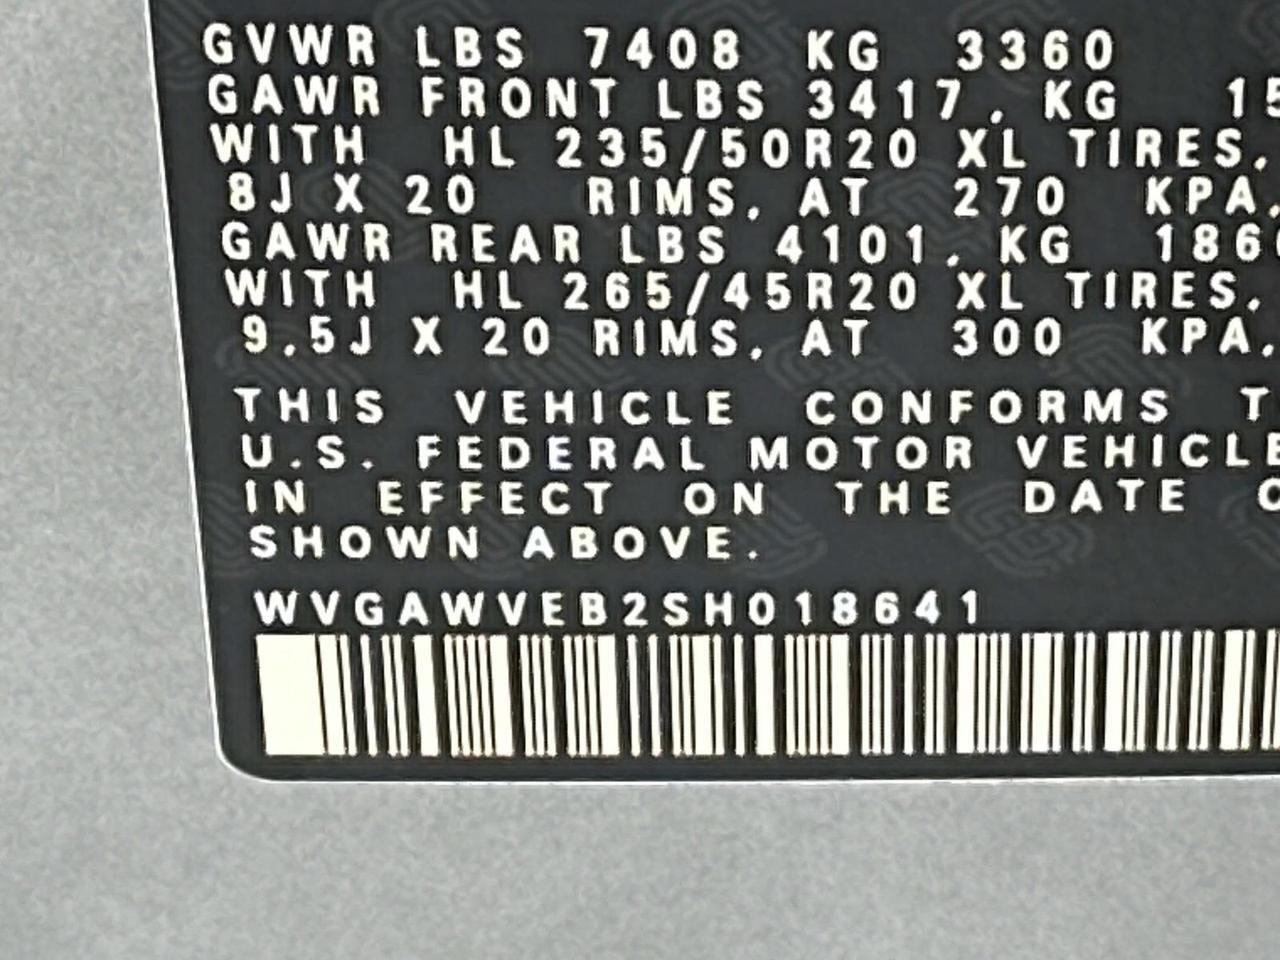 GVWR LBS 7408 KG 3360
GAWR FRONT LBS 3417. KG 15
WITH HL 235/50R20 XL TIRES,
8J X 20 RIMS, AT 270 KPA,
GAWR REAR LBS 4101. KG 186
WITH HL 265/45R20 XL TIRES,
9.5J X 20 RIMS, AT 300 KPA,
THIS VEHICLE CONFORMS T
U.S. FEDERAL MOTOR VEHICLE
IN EFFECT ON THE DATE O
SHOWN ABOVE.
WVGAWVEB2SH018641